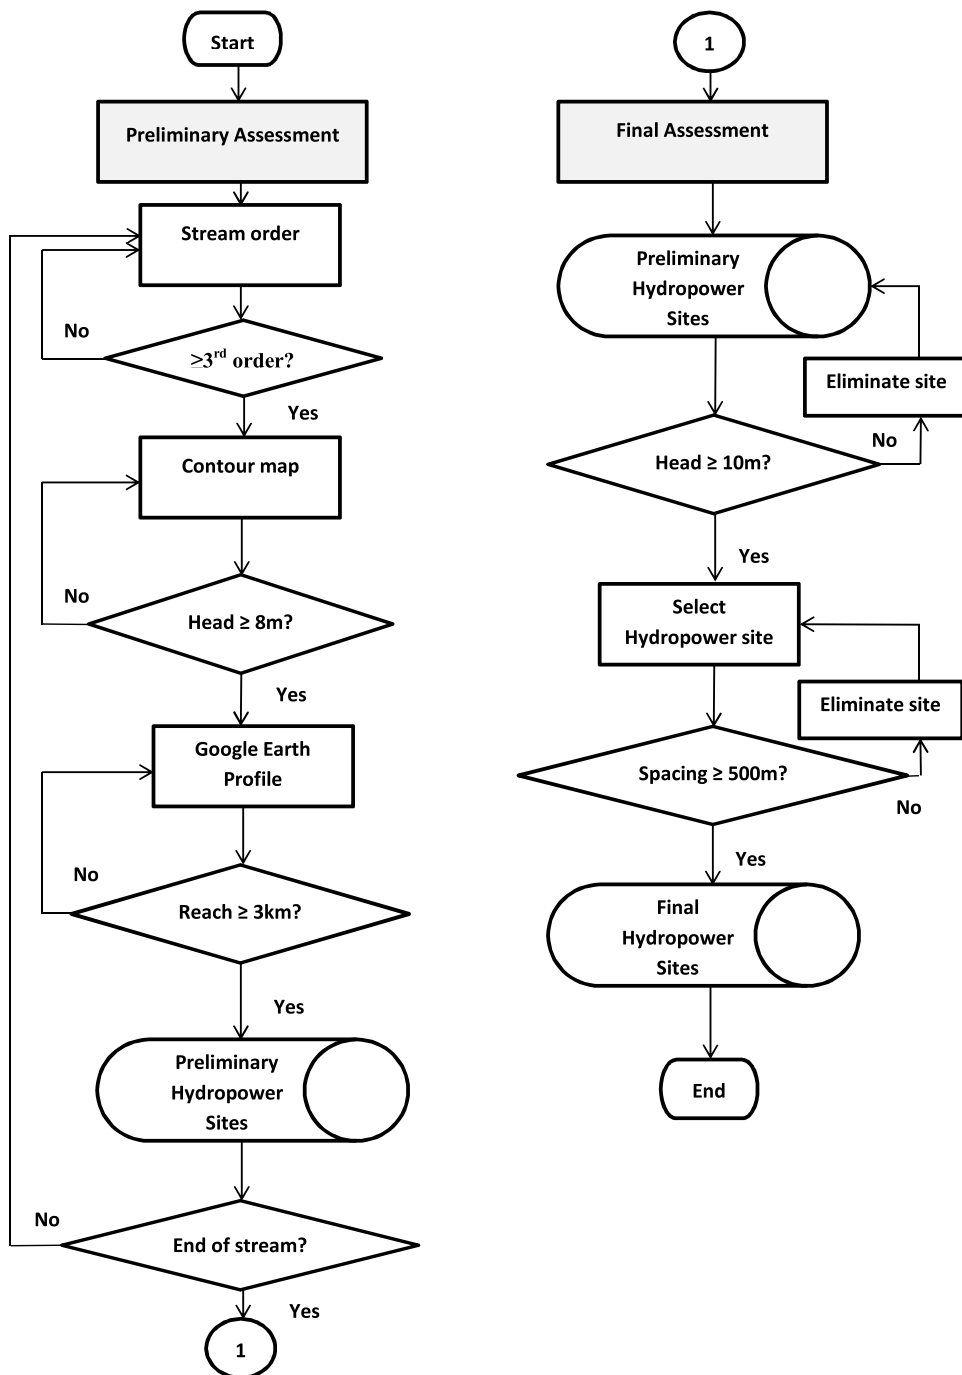 Start
Preliminary Assessment
Stream order
No
≥3rd order?
Yes
Contour map
No
Head ≥ 8m?
Yes
Google Earth
Profile
No
Reach ≥ 3km?
Yes
Preliminary
Hydropower
Sites
No
End of stream?
Yes
1
1
Final Assessment
Preliminary
Hydropower
Sites
Eliminate site
No
Head ≥ 10m?
Yes
Select
Hydropower site
Eliminate site
Spacing ≥ 500m?
No
Yes
Final
Hydropower
Sites
End